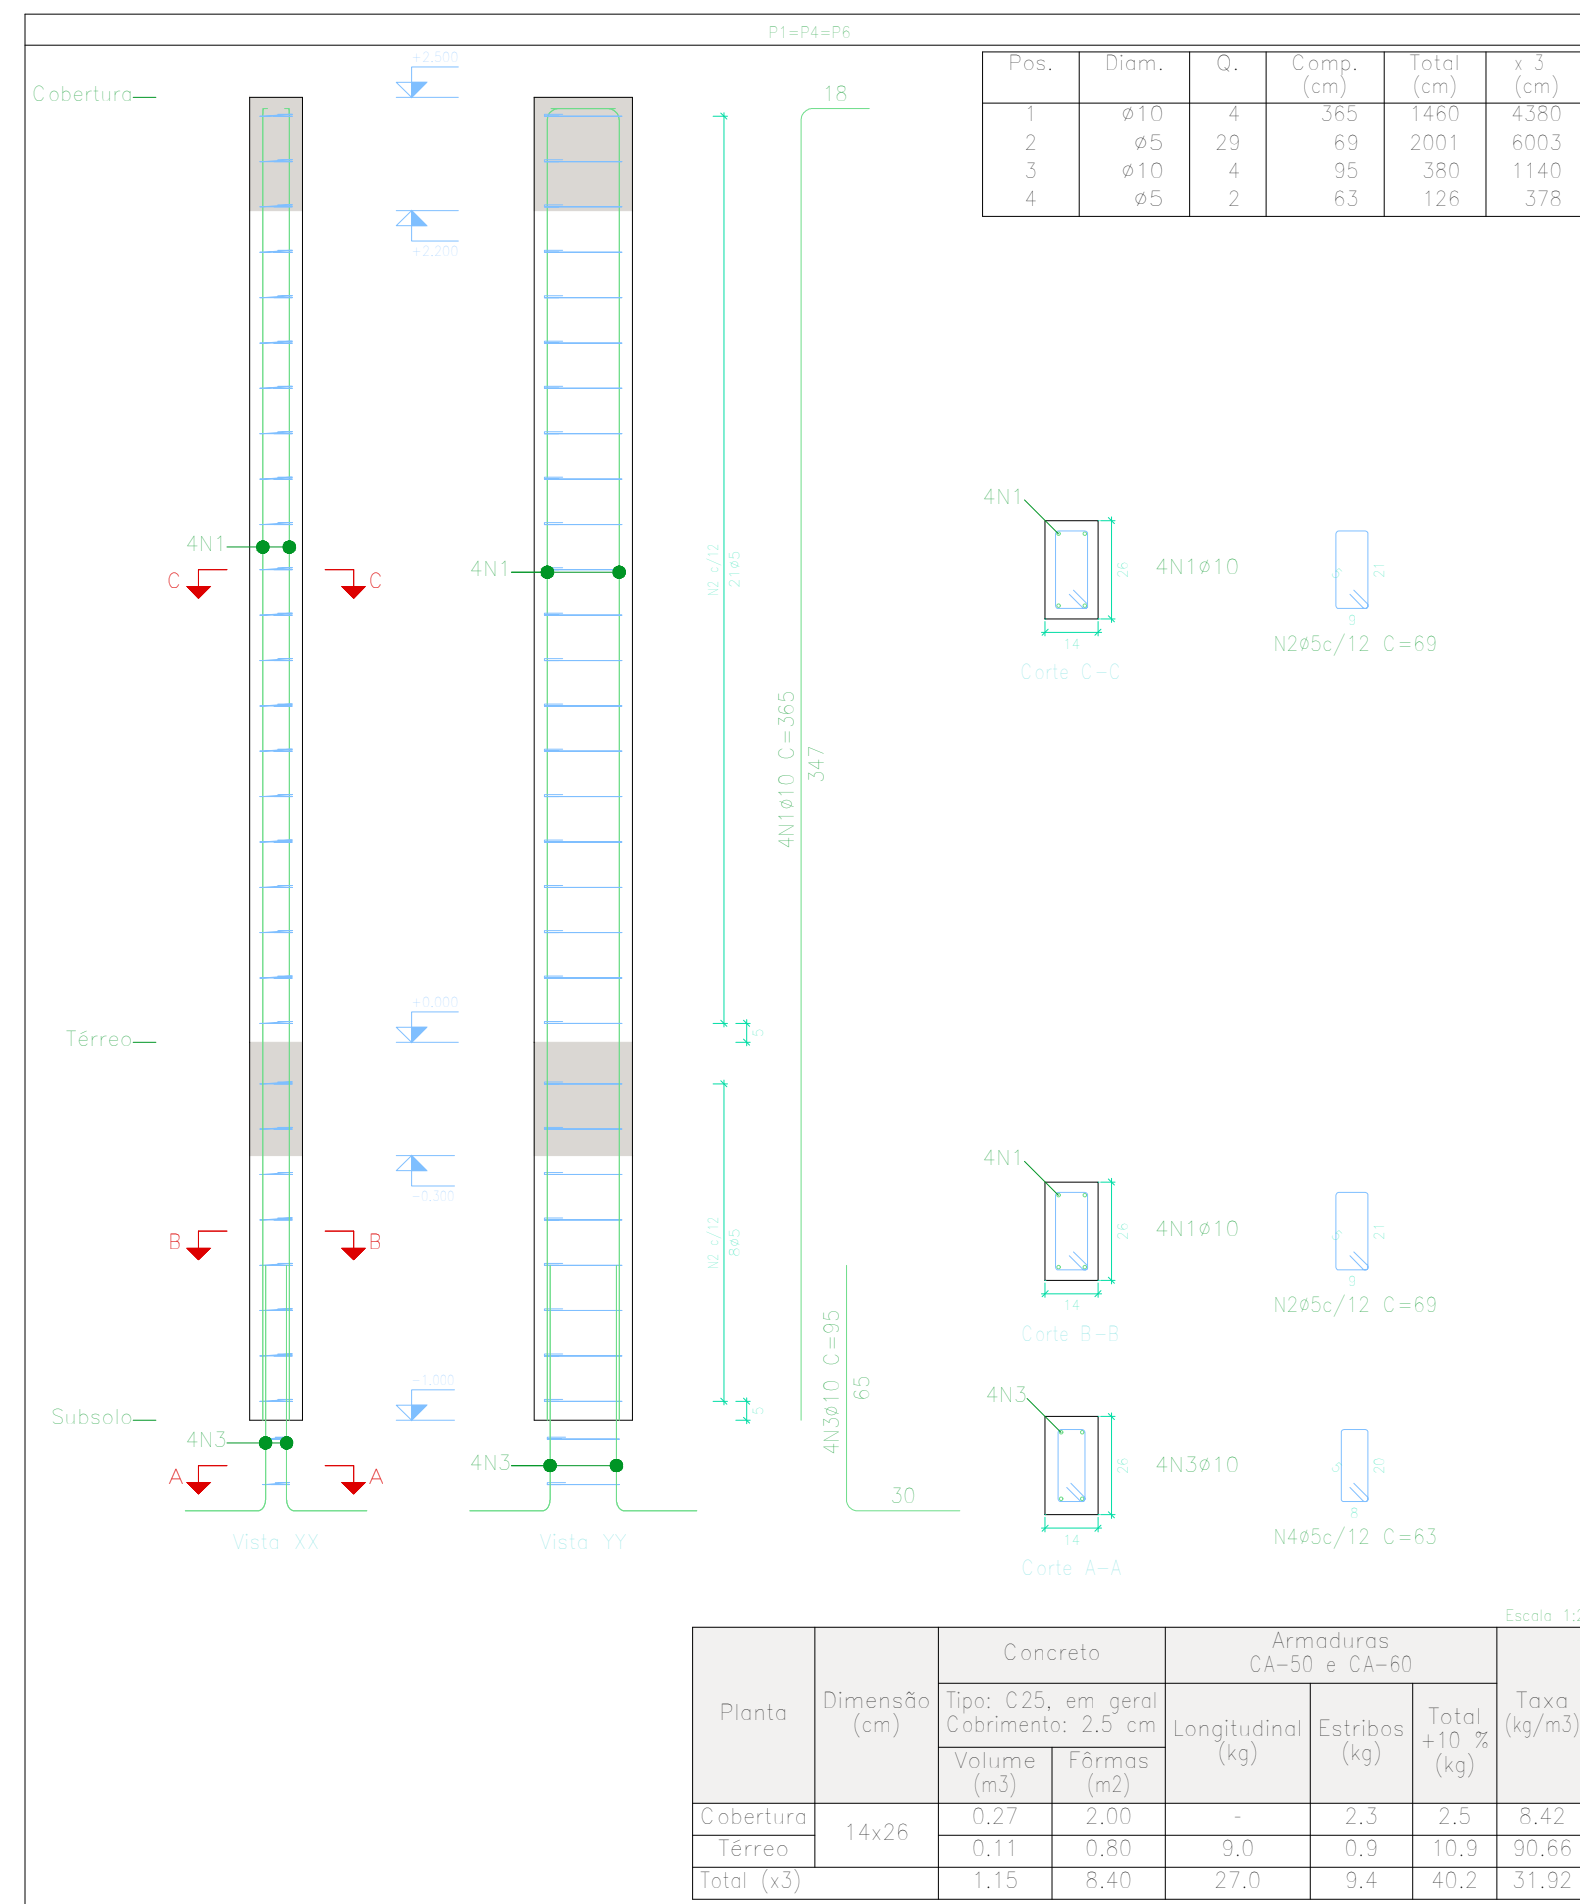 P1=P4=P6
Pos. Diam. Q. Comp. (cm) Total (cm) x 3 (cm)
1 ø10 4 365 1460 4380
2 ø5 29 69 2001 6003
3 ø10 4 95 380 1140
4 ø5 2 63 126 378
Cobertura
+2.500
+2.200
18
4N1
4N1
C C
N2 c/12
21ø5
4N1ø10 C=365
347
4N1
26
14
4N1ø10
Corte C-C
5
21
9
N2ø5c/12 C=69
Térreo
+0.000
5
-0.300
B B
N2 c/12
8ø5
4N1
26
14
4N1ø10
Corte B-B
5
21
9
N2ø5c/12 C=69
Subsolo
-1.000
5
4N3ø10 C=95
65
30
4N3
4N3
A A
Vista XX
Vista YY
4N3
26
14
4N3ø10
Corte A-A
5
20
8
N4ø5c/12 C=63
Escala 1:2
Planta
Dimensão
(cm)
Concreto
Tipo: C25, em geral
Cobrimento: 2.5 cm
Volume
(m3)
Fôrmas
(m2)
Armaduras
CA-50 e CA-60
Longitudinal
(kg)
Estribos
(kg)
Total
+10 %
(kg)
Taxa
(kg/m3)
Cobertura 14x26 0.27 2.00 - 2.3 2.5 8.42
Térreo 0.11 0.80 9.0 0.9 10.9 90.66
Total (x3) 1.15 8.40 27.0 9.4 40.2 31.92